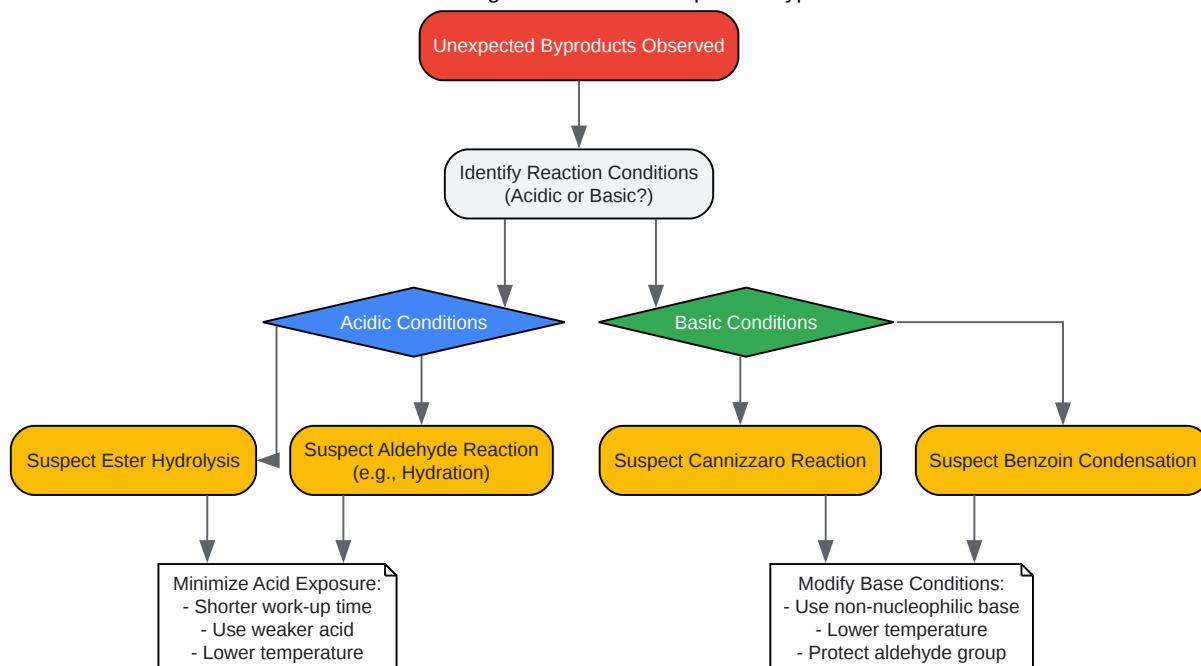 Unexpected Byproducts Observed
Identify Reaction Conditions
(Acidic or Basic?)
Acidic Conditions
Basic Conditions
Suspect Ester Hydrolysis
Suspect Aldehyde Reaction
(e.g., Hydration)
Suspect Cannizzaro Reaction
Suspect Benzoin Condensation
Minimize Acid Exposure:
- Shorter work-up time
- Use weaker acid
- Lower temperature
Modify Base Conditions:
- Use non-nucleophilic base
- Lower temperature
- Protect aldehyde group